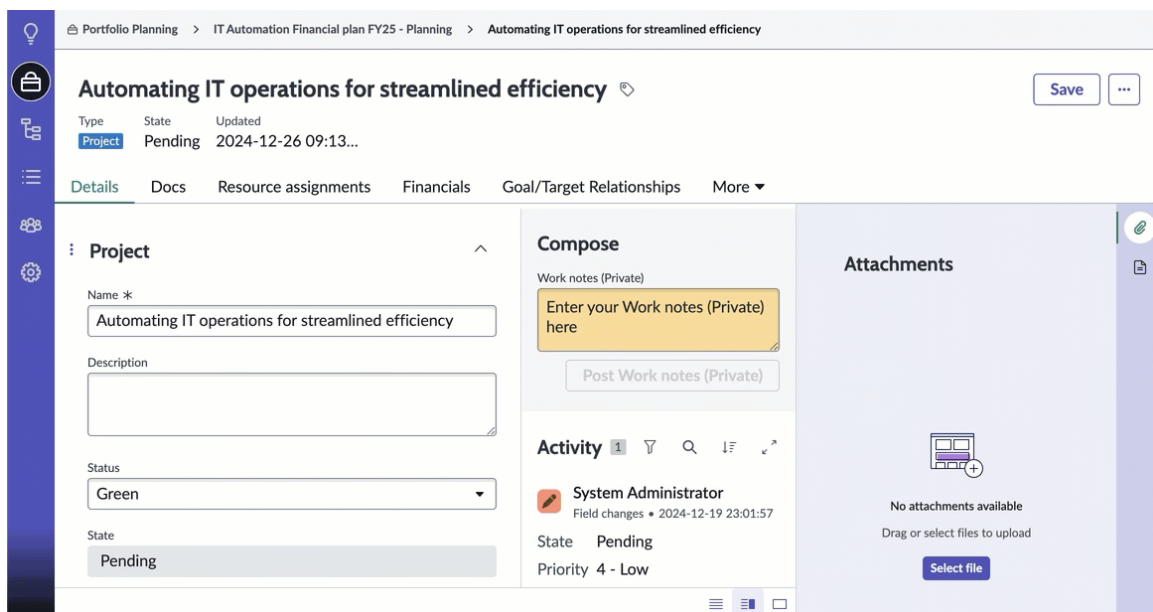 Portfolio Planning > IT Automation Financial plan FY25 - Planning > Automating IT operations for streamlined efficiency
Automating IT operations for streamlined efficiency
Save
Type State Updated
Project Pending 2024-12-26 09:13...
Details Docs Resource assignments Financials Goal/Target Relationships More
Project
Name *
Automating IT operations for streamlined efficiency
Description
Status
Green
State
Pending
Compose
Work notes (Private)
Enter your Work notes (Private)
here
Post Work notes (Private)
Activity 1
System Administrator
Field changes • 2024-12-19 23:01:57
State Pending
Priority 4 - Low
Attachments
No attachments available
Drag or select files to upload
Select file